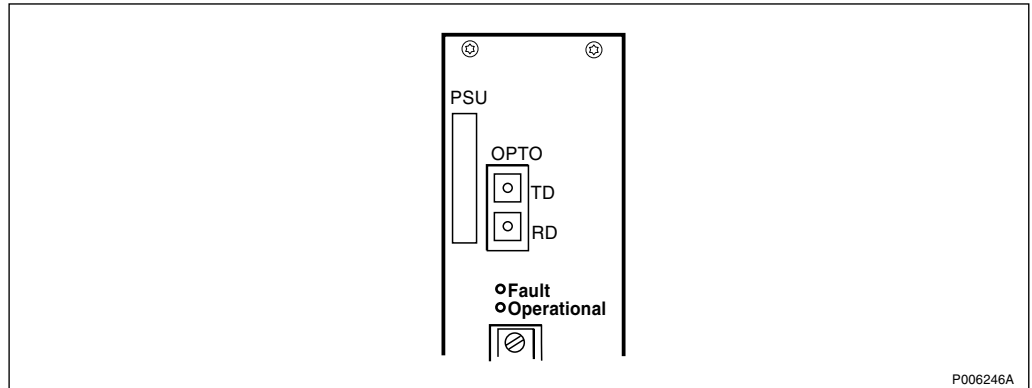 PSU
OPTO
TD
RD
Fault
Operational
P006246A